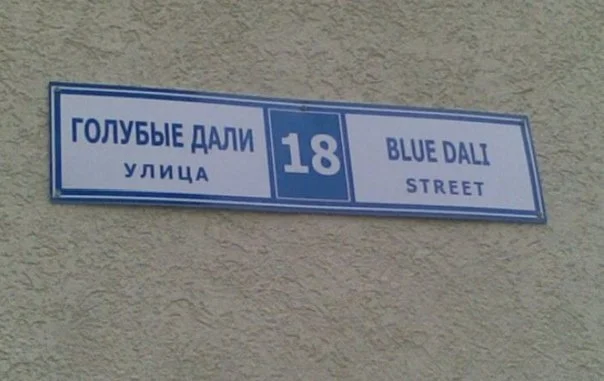 ГОЛУБЫЕ ДАЛИ
УЛИЦА
18
BLUE DALI
STREET